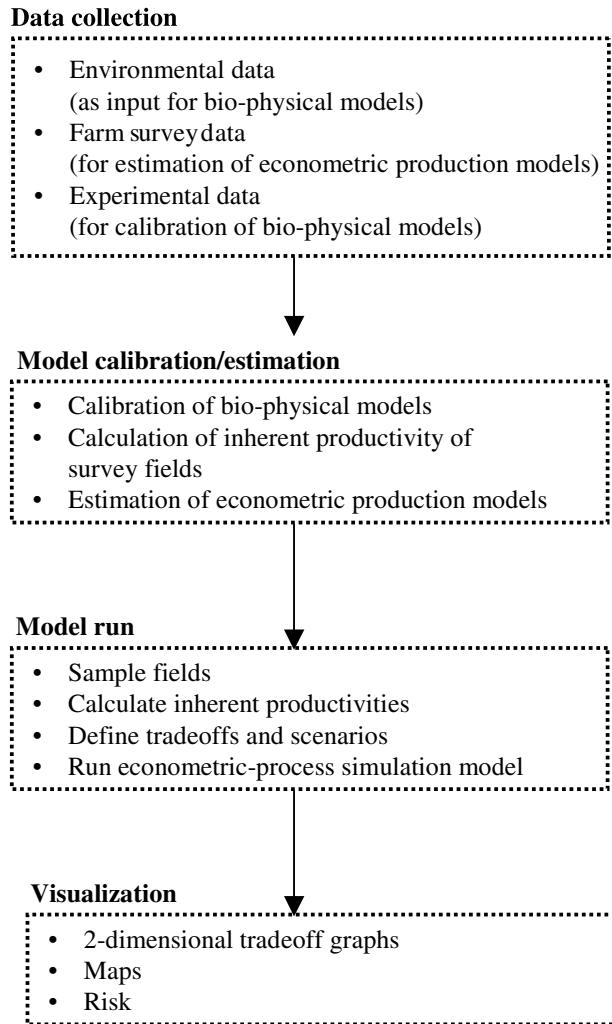 Data collection
• Environmental data
(as input for bio-physical models)
• Farm survey data
(for estimation of econometric production models)
• Experimental data
(for calibration of bio-physical models)
Model calibration/estimation
• Calibration of bio-physical models
• Calculation of inherent productivity of
survey fields
• Estimation of econometric production models
Model run
• Sample fields
• Calculate inherent productivities
• Define tradeoffs and scenarios
• Run econometric-process simulation model
Visualization
• 2-dimensional tradeoff graphs
• Maps
• Risk